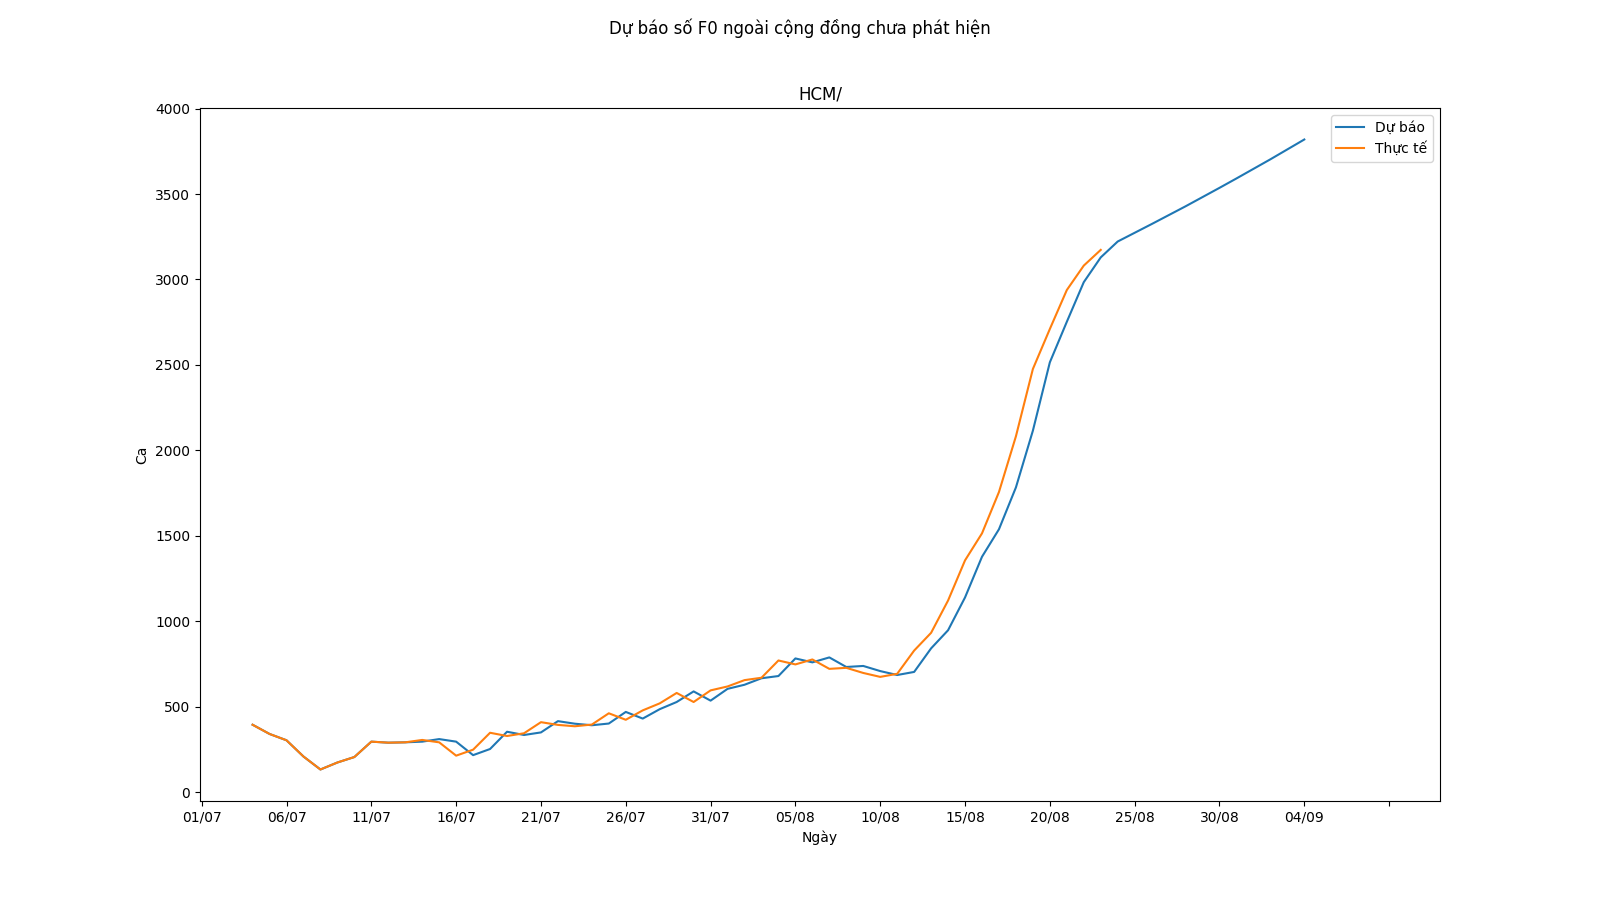 Dự báo số F0 ngoài cộng đồng chưa phát hiện
HCM/
4000
3500
3000
2500
2000
1500
1000
500
0
Ca
Dự báo
Thực tế
01/07 06/07 11/07 16/07 21/07 26/07 31/07 05/08 10/08 15/08 20/08 25/08 30/08 04/09
Ngày